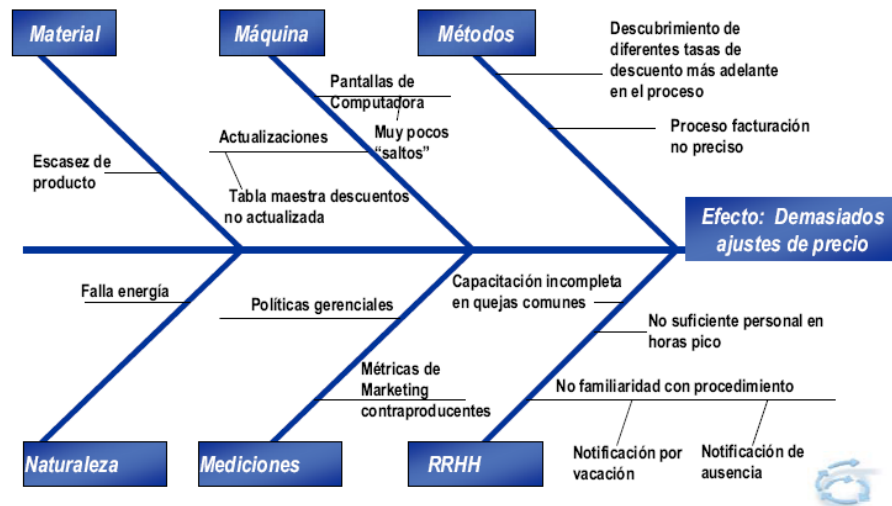 Material
Máquina
Métodos
Descubrimiento de
diferentes tasas de
descuento más adelante
en el proceso
Pantallas de
Computadora
Muy pocos
“saltos”
Actualizaciones
Proceso facturación
no preciso
Escasez de
producto
Tabla maestra descuentos
no actualizada
Efecto: Demasiados
ajustes de precio
Falla energía
Políticas gerenciales
Capacitación incompleta
en quejas comunes
No suficiente personal en
horas pico
Métricas de
Marketing
contraproducentes
No familiaridad con procedimiento
Notificación por
vacación
Notificación de
ausencia
Naturaleza
Mediciones
RRHH